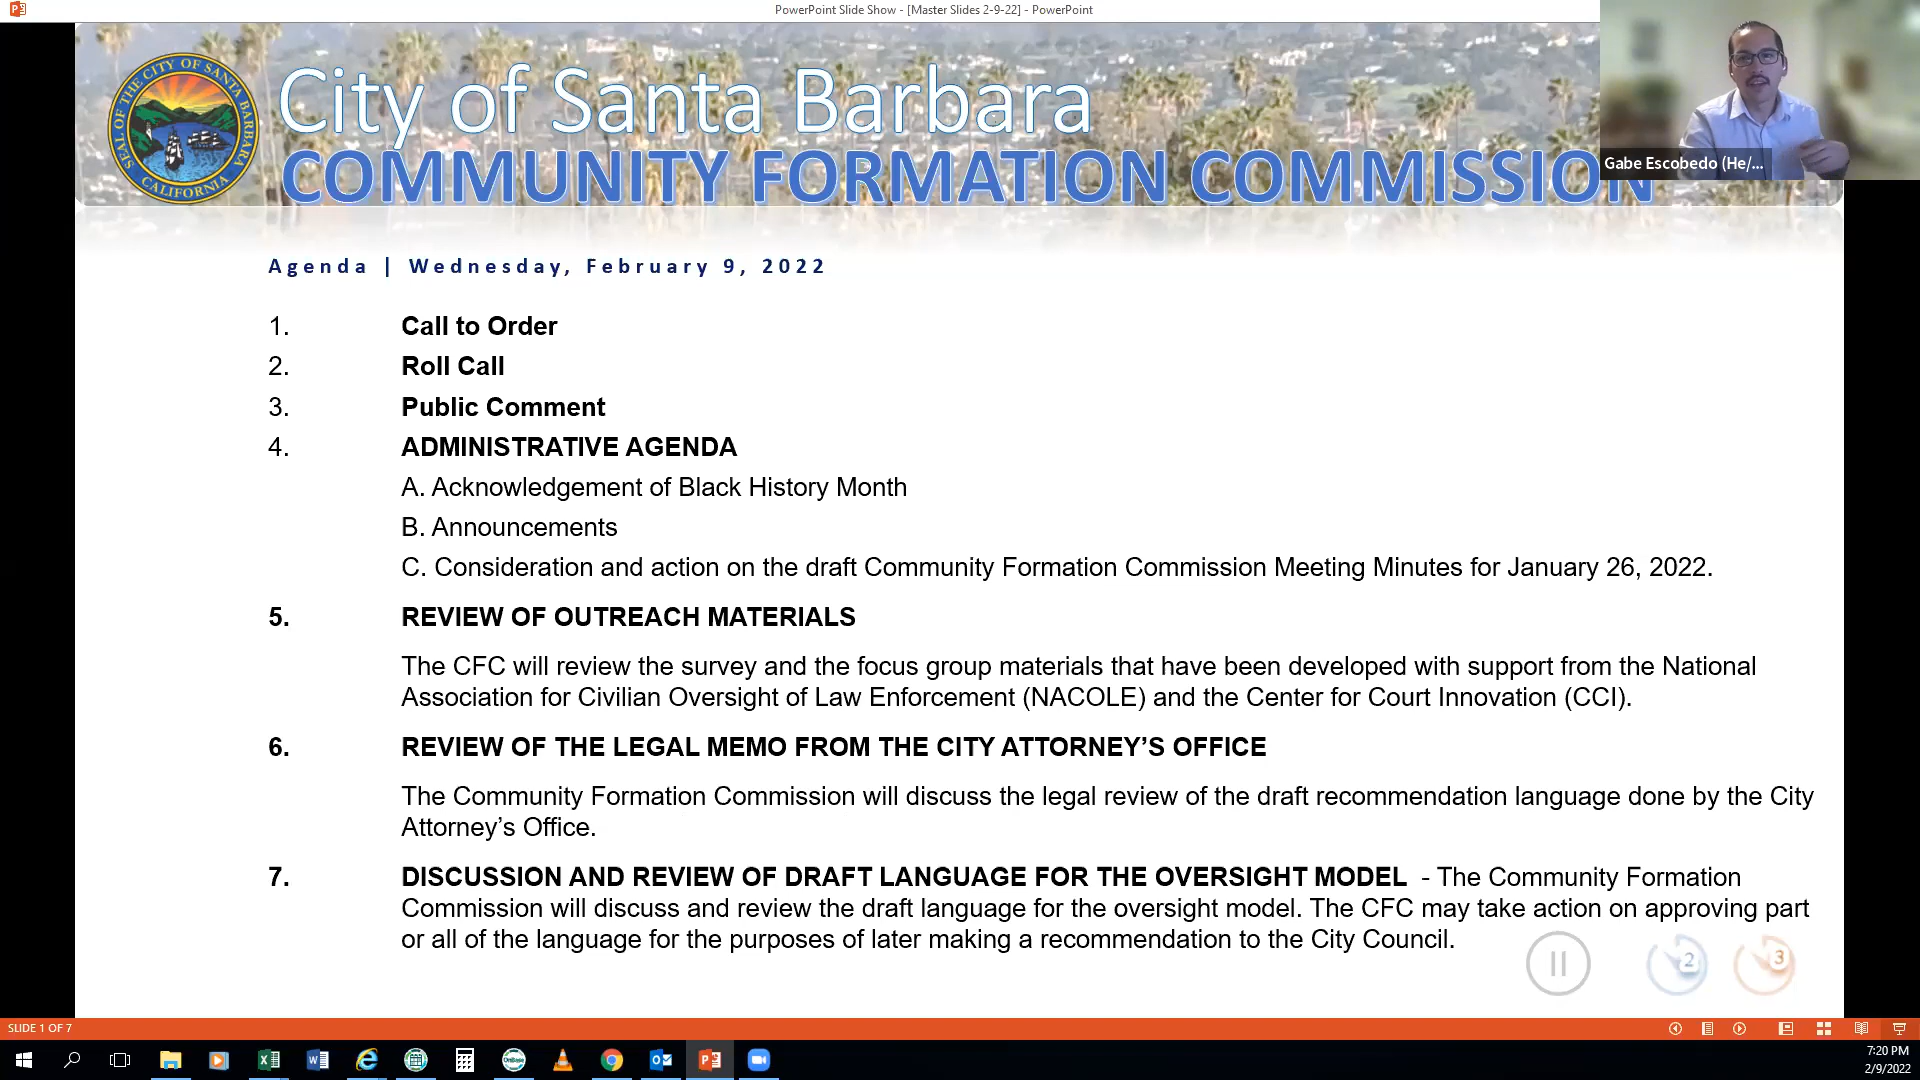 PowerPoint Slide Show - [Master Slides 2-9-22] - PowerPoint
SEAL OF THE CITY OF SANTA BARBARA
CALIFORNIA
City of Santa Barbara
COMMUNITY FORMATION COMMISSION
Gabe Escobedo (He/...
Agenda | Wednesday, February 9, 2022
1. Call to Order
2. Roll Call
3. Public Comment
4. ADMINISTRATIVE AGENDA
A. Acknowledgement of Black History Month
B. Announcements
C. Consideration and action on the draft Community Formation Commission Meeting Minutes for January 26, 2022.
5. REVIEW OF OUTREACH MATERIALS
The CFC will review the survey and the focus group materials that have been developed with support from the National
Association for Civilian Oversight of Law Enforcement (NACOLE) and the Center for Court Innovation (CCI).
6. REVIEW OF THE LEGAL MEMO FROM THE CITY ATTORNEY’S OFFICE
The Community Formation Commission will discuss the legal review of the draft recommendation language done by the City
Attorney’s Office.
7. DISCUSSION AND REVIEW OF DRAFT LANGUAGE FOR THE OVERSIGHT MODEL - The Community Formation
Commission will discuss and review the draft language for the oversight model. The CFC may take action on approving part
or all of the language for the purposes of later making a recommendation to the City Council.
2 3
SLIDE 1 OF 7
7:20 PM
2/9/2022